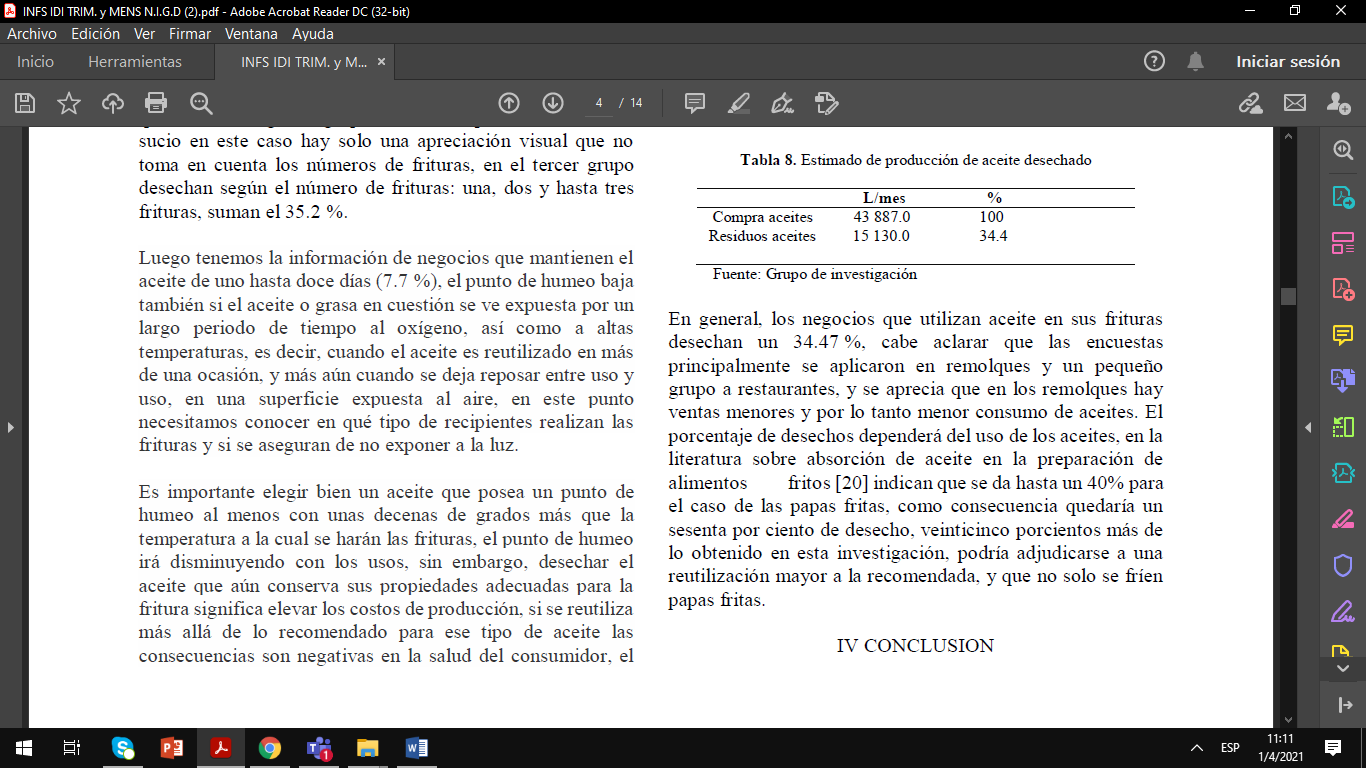 INFS IDI TRIM. y MENS N.I.G.D (2).pdf - Adobe Acrobat Reader DC (32-bit)
Archivo Edición Ver Firmar Ventana Ayuda
Inicio Herramientas INFS IDI TRIM. y M... × Iniciar sesión
4 / 14
sucio en este caso hay solo una apreciación visual que no
toma en cuenta los números de frituras, en el tercer grupo
desechan según el número de frituras: una, dos y hasta tres
frituras, suman el 35.2 %.
Luego tenemos la información de negocios que mantienen el
aceite de uno hasta doce días (7.7 %), el punto de humeo baja
también si el aceite o grasa en cuestión se ve expuesta por un
largo periodo de tiempo al oxígeno, así como a altas
temperaturas, es decir, cuando el aceite es reutilizado en más
de una ocasión, y más aún cuando se deja reposar entre uso y
uso, en una superficie expuesta al aire, en este punto
necesitamos conocer en qué tipo de recipientes realizan las
frituras y si se aseguran de no exponer a la luz.
Es importante elegir bien un aceite que posea un punto de
humeo al menos con unas decenas de grados más que la
temperatura a la cual se harán las frituras, el punto de humeo
irá disminuyendo con los usos, sin embargo, desechar el
aceite que aún conserva sus propiedades adecuadas para la
fritura significa elevar los costos de producción, si se reutiliza
más allá de lo recomendado para ese tipo de aceite las
consecuencias son negativas en la salud del consumidor, el
Tabla 8. Estimado de producción de aceite desechado
L/mes %
Compra aceites 43 887.0 100
Residuos aceites 15 130.0 34.4
Fuente: Grupo de investigación
En general, los negocios que utilizan aceite en sus frituras
desechan un 34.47 %, cabe aclarar que las encuestas
principalmente se aplicaron en remolques y un pequeño
grupo a restaurantes, y se aprecia que en los remolques hay
ventas menores y por lo tanto menor consumo de aceites. El
porcentaje de desechos dependerá del uso de los aceites, en la
literatura sobre absorción de aceite en la preparación de
alimentos fritos [20] indican que se da hasta un 40% para
el caso de las papas fritas, como consecuencia quedaría un
sesenta por ciento de desecho, veinticinco porcientos más de
lo obtenido en esta investigación, podría adjudicarse a una
reutilización mayor a la recomendada, y que no solo se fríen
papas fritas.
IV CONCLUSION
ESP
11:11
1/4/2021